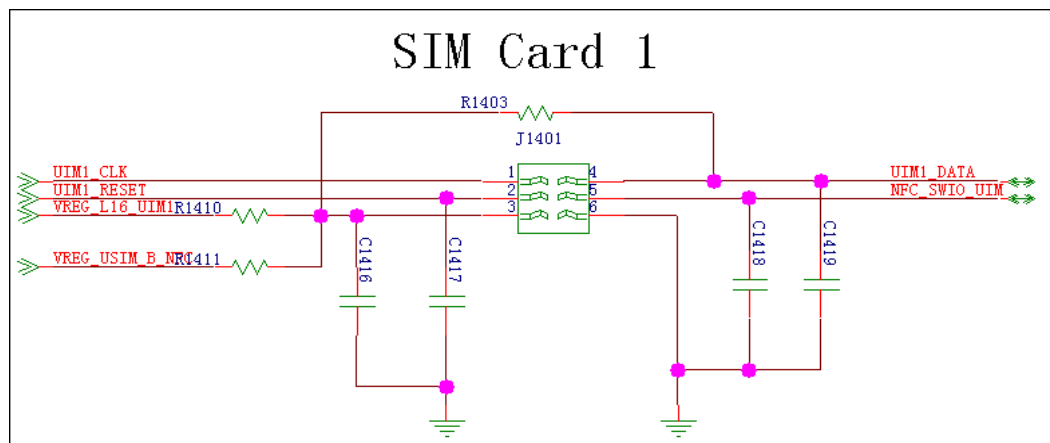 SIM Card 1
R1403
J1401
UIM1_CLK
1
4
UIM1_DATA
UIM1_RESET
2
5
NFC_SWIO_UIM
VREG_L16_UIM1
R1410
3
6
VREG_USIM_B_NFC
R1411
C1416
C1417
C1418
C1419